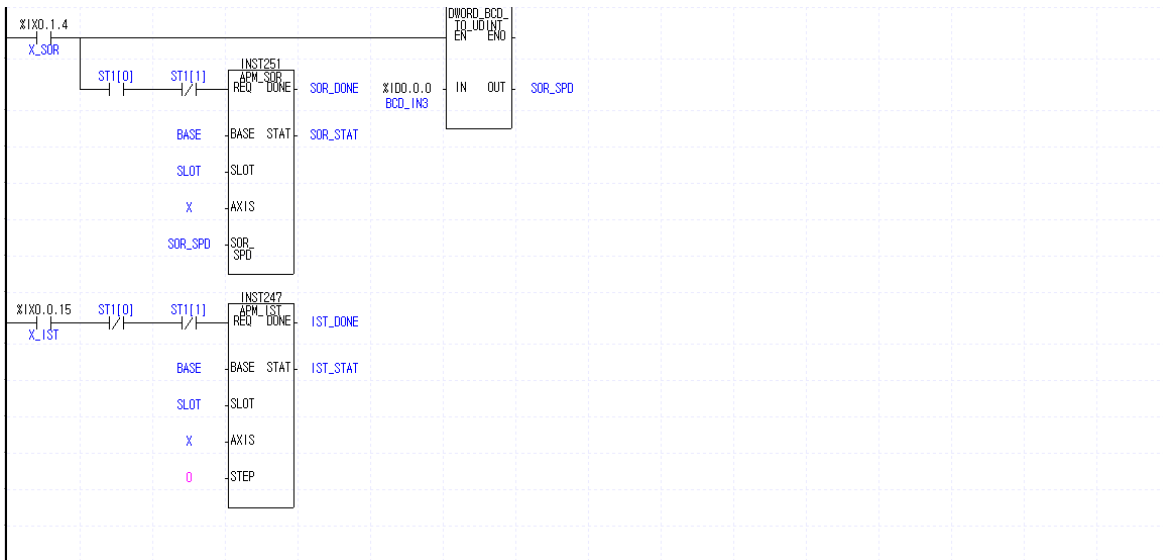 DWORD_BCD_
TO_UDINT
%IX0.1.4
EN ENO
X_SOR
INST251
ST1[0] ST1[1] APM_SOR
REQ DONE SOR_DONE %ID0.0.0 IN OUT SOR_SPD
BCD_IN3
BASE BASE STAT SOR_STAT
SLOT SLOT
X AXIS
SOR_SPD SOR_
SPD
INST247
%IX0.0.15 ST1[0] ST1[1] APM_IST
REQ DONE IST_DONE
X_IST
BASE BASE STAT IST_STAT
SLOT SLOT
X AXIS
0 STEP